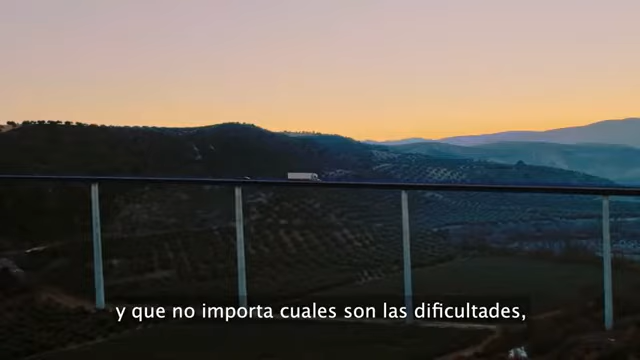 y que no importa cuales son las dificultades,